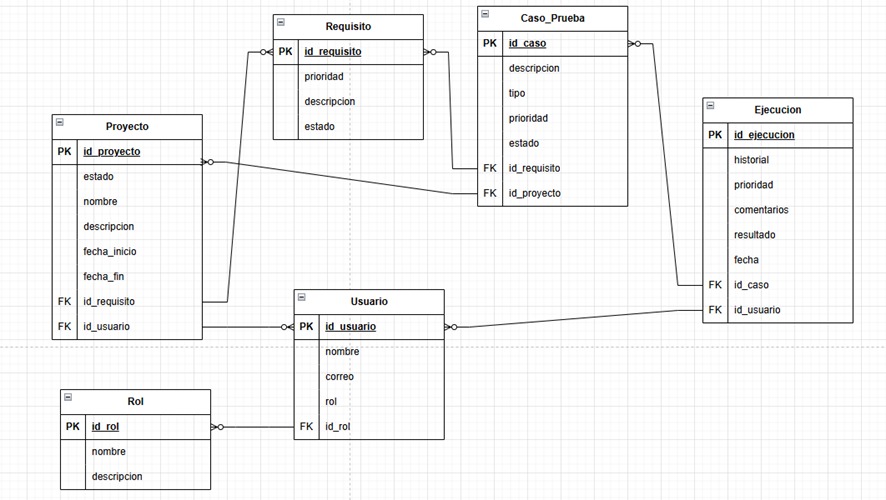 Requisito
PK id_requisito
prioridad
descripcion
estado
Caso_Prueba
PK id_caso
descripcion
tipo
prioridad
estado
FK id_requisito
FK id_proyecto
Ejecucion
PK id_ejecucion
historial
prioridad
comentarios
resultado
fecha
FK id_caso
FK id_usuario
Proyecto
PK id_proyecto
estado
nombre
descripcion
fecha_inicio
fecha_fin
FK id_requisito
FK id_usuario
Usuario
PK id_usuario
nombre
correo
rol
FK id_rol
Rol
PK id_rol
nombre
descripcion